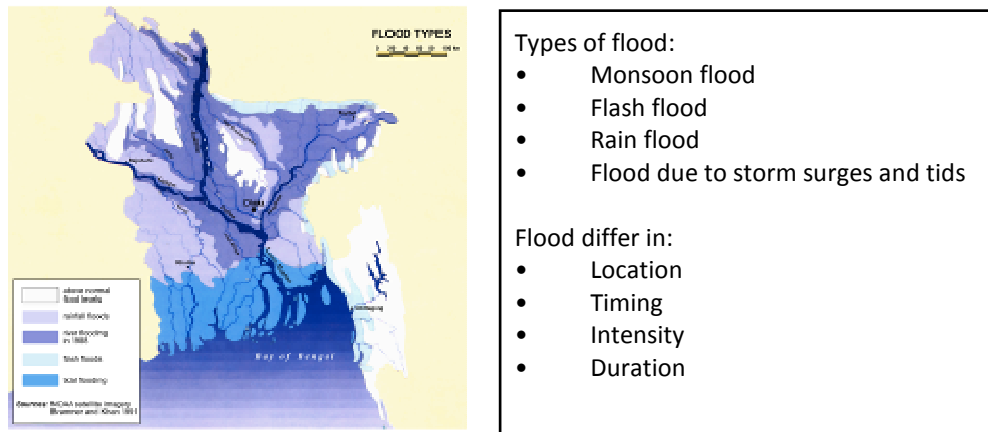 FLOOD TYPES
Dhaka
Bay of Bengal
above normal
flood levels
rainfall floods
river flooding
in 1988
flash floods
tidal flooding
Sources: NOAA satellite imagery
Brammer and Khan 1991
Types of flood:
• Monsoon flood
• Flash flood
• Rain flood
• Flood due to storm surges and tids
Flood differ in:
• Location
• Timing
• Intensity
• Duration